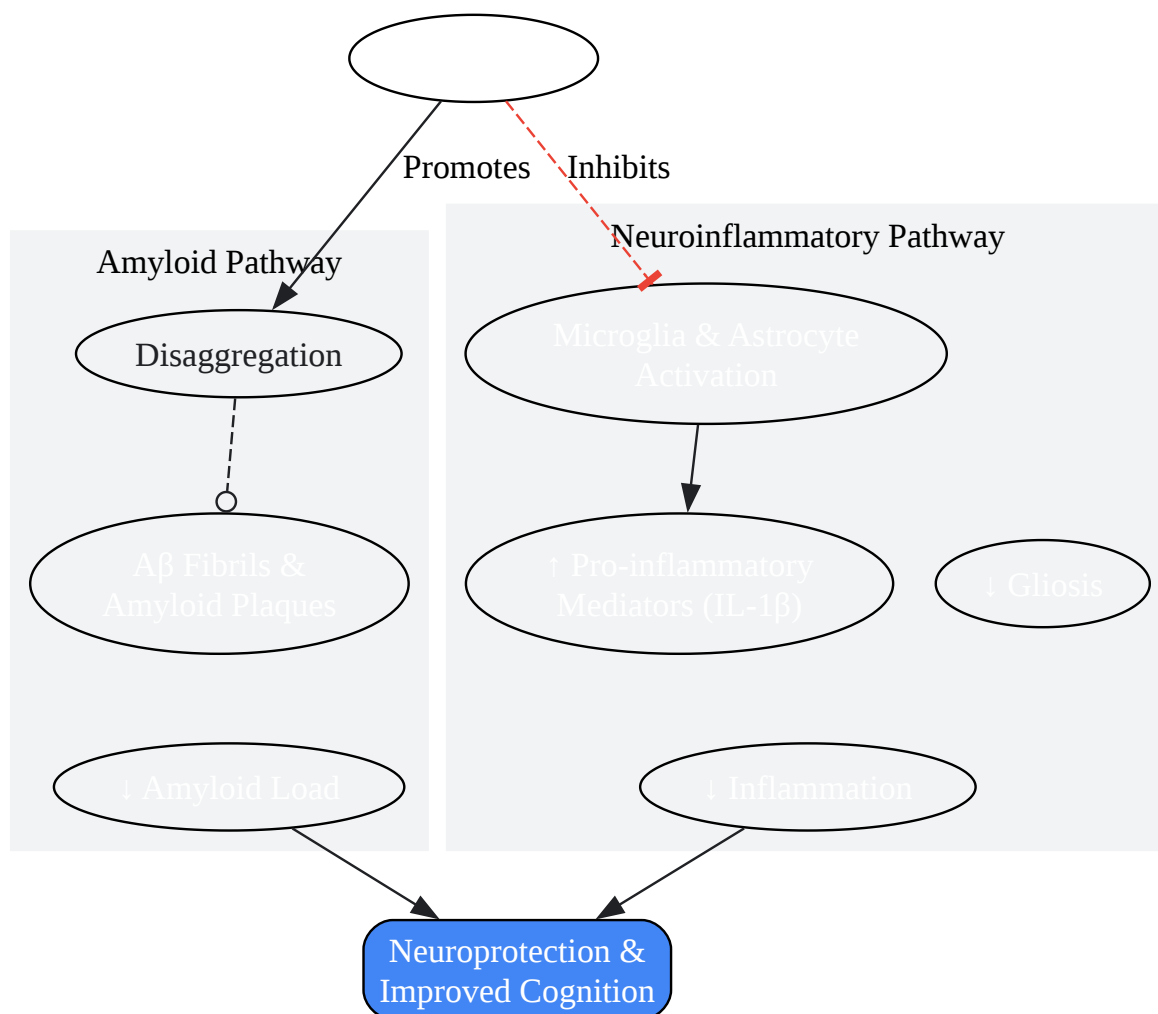 Promotes
Inhibits
Neuroinflammatory Pathway
Amyloid Pathway
Disaggregation
Microglia & Astrocyte
Activation
Aβ Fibrils &
Amyloid Plaques
↑ Pro-inflammatory
Mediators (IL-1β)
↓ Gliosis
↓ Amyloid Load
↓ Inflammation
Neuroprotection &
Improved Cognition